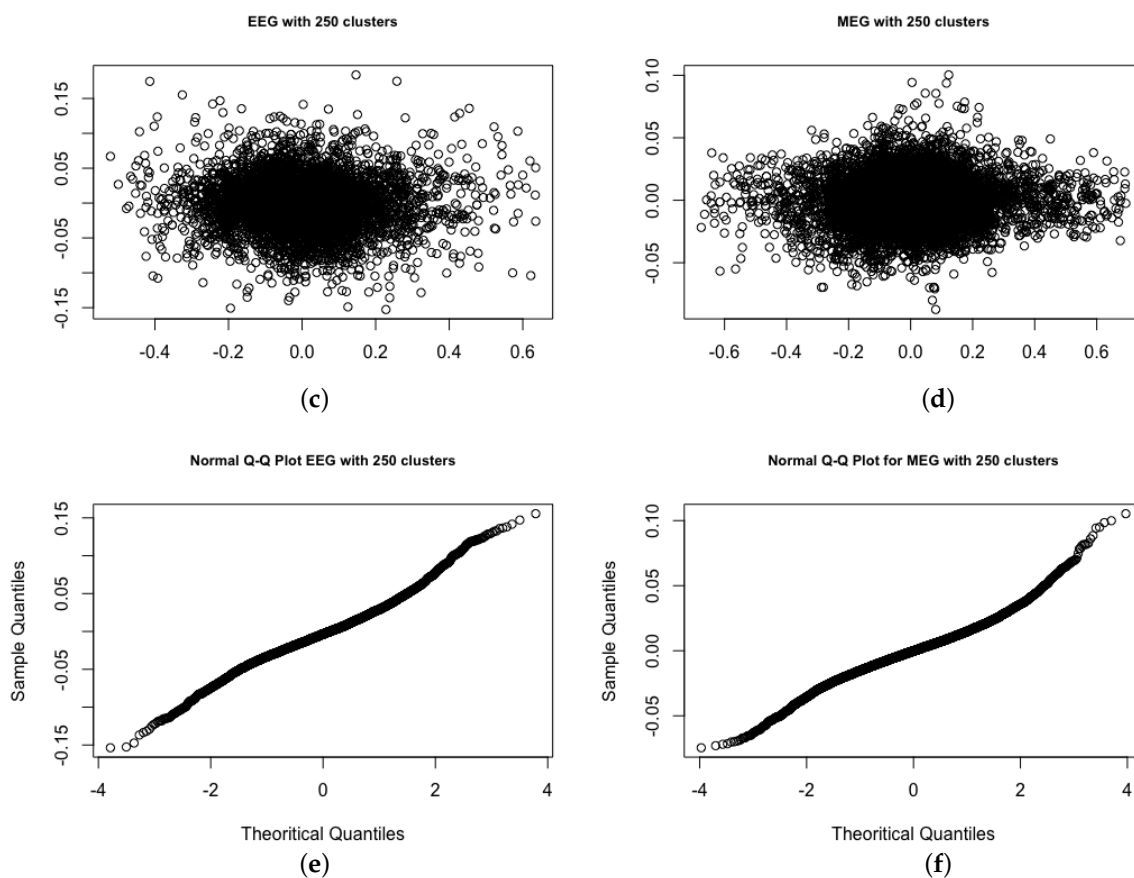 EEG with 250 clusters
0.15
0.05
-0.05
-0.15
-0.4 -0.2 0.0 0.2 0.4 0.6
(c)
MEG with 250 clusters
0.10
0.05
0.00
-0.05
-0.6 -0.4 -0.2 0.0 0.2 0.4 0.6
(d)
Normal Q-Q Plot EEG with 250 clusters
Sample Quantiles
0.15
0.05
-0.05
-0.15
-4 -2 0 2 4
Theoritical Quantiles
(e)
Normal Q-Q Plot for MEG with 250 clusters
Sample Quantiles
0.10
0.05
0.00
-0.05
-4 -2 0 2 4
Theoritical Quantiles
(f)